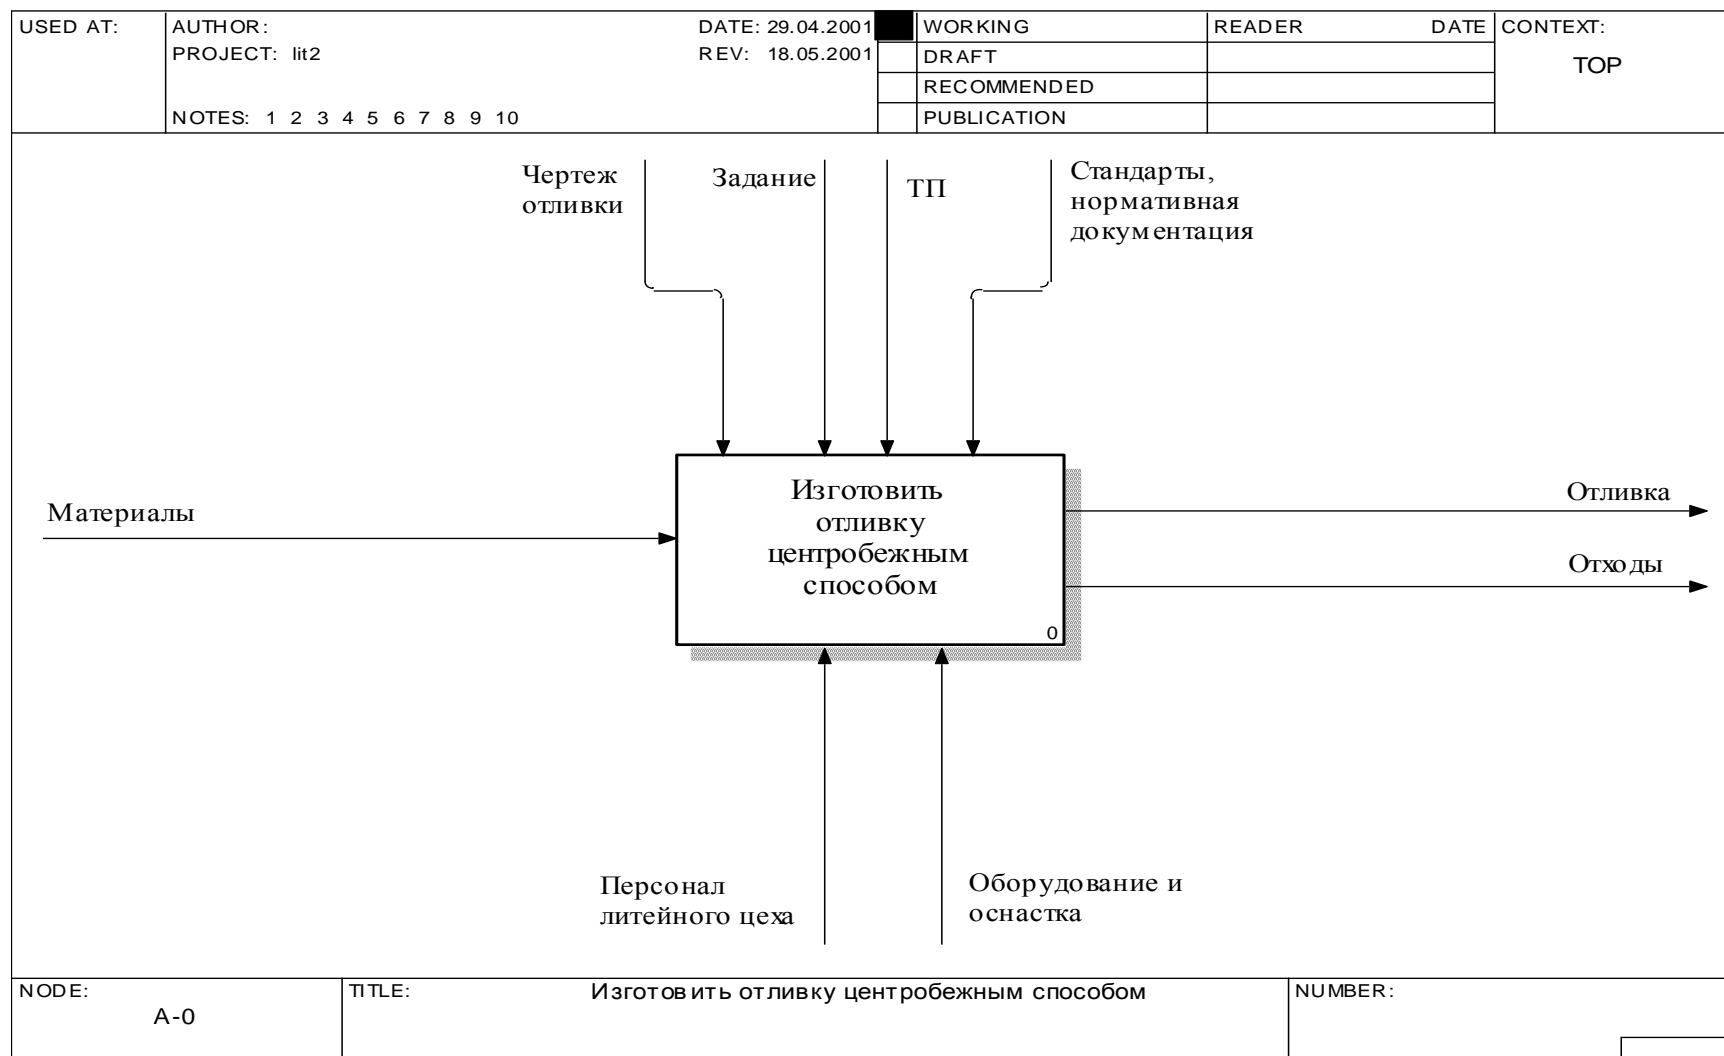 USED AT:
AUTHOR:
DATE: 29.04.2001
WORKING
READER
DATE
CONTEXT:
PROJECT: lit2
REV: 18.05.2001
DRAFT
TOP
RECOMMENDED
NOTES: 1 2 3 4 5 6 7 8 9 10
PUBLICATION
Чертеж
отливки
Задание
ТП
Стандарты,
нормативная
документация
Материалы
Изготовить
отливку
центробежным
способом
0
Отливка
Отходы
Персонал
литейного цеха
Оборудование и
оснастка
NODE:
A-0
TITLE:
Изготовить отливку центробежным способом
NUMBER: